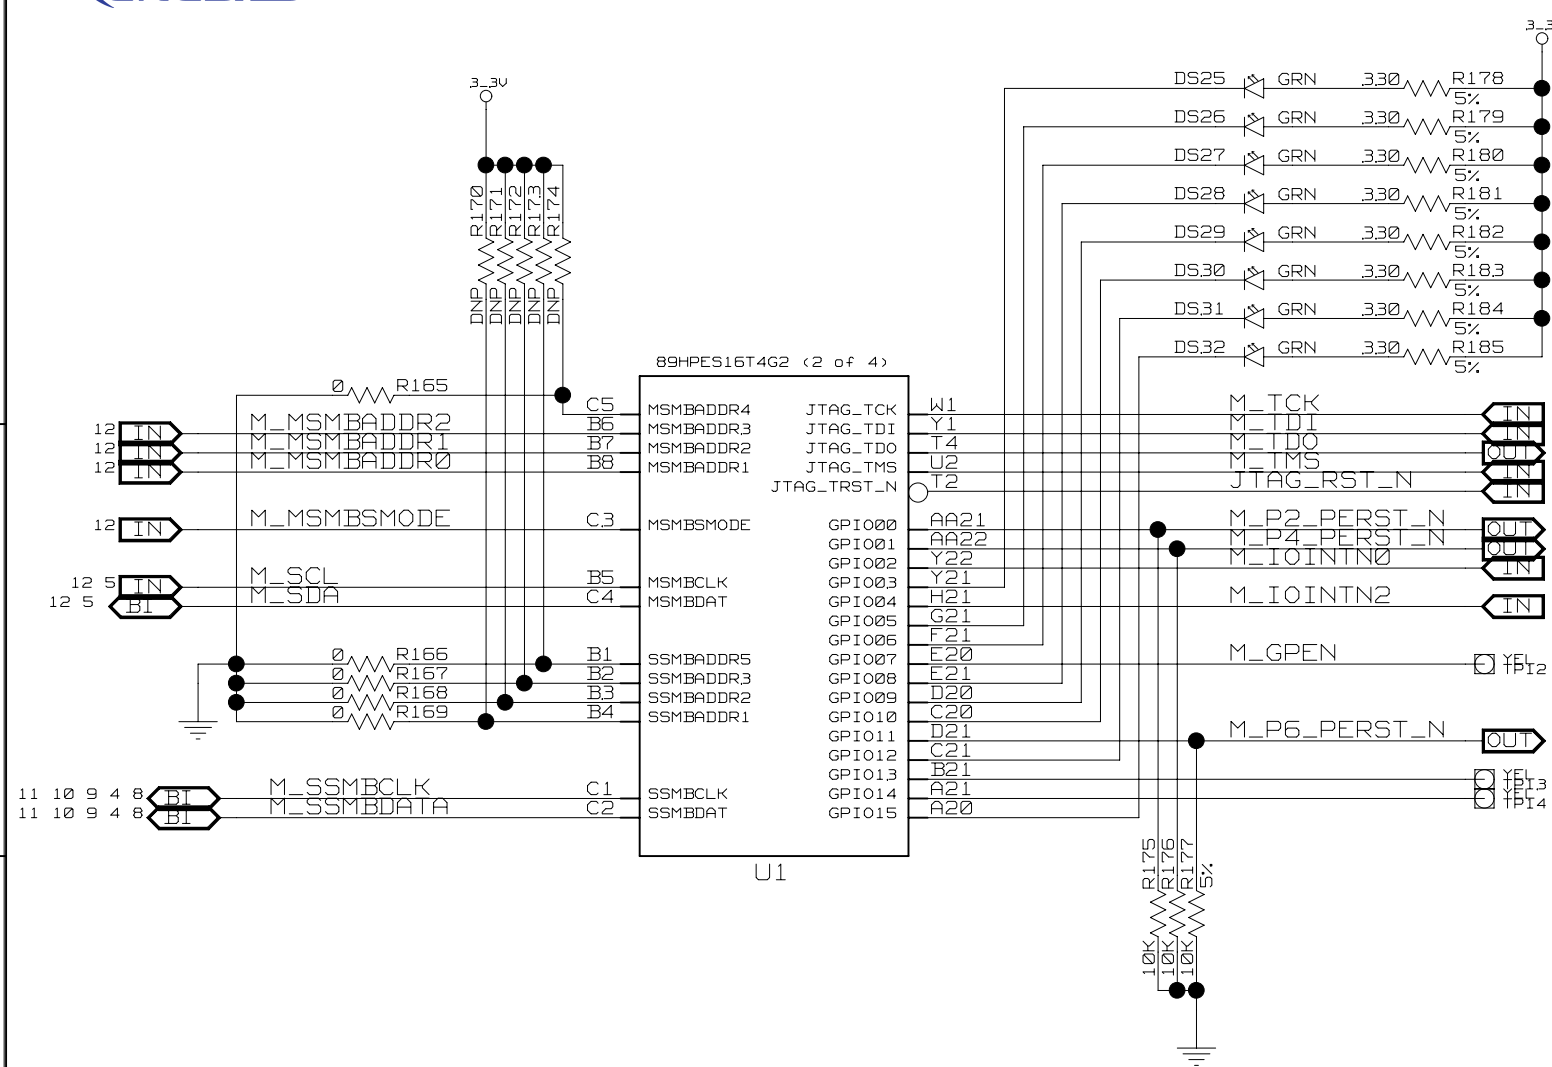 3_3V
3_3
DS25 GRN 330 R178
5%
DS26 GRN 330 R179
5%
DS27 GRN 330 R180
5%
DS28 GRN 330 R181
5%
DS29 GRN 330 R182
5%
DS30 GRN 330 R183
5%
DS31 GRN 330 R184
5%
DS32 GRN 330 R185
5%
R170
R171
R172
R173
R174
DNP
DNP
DNP
DNP
DNP
89HPES16T4G2 (2 of 4)
0 R165
C5 MSMBADDR4
12 IN M_MSMBADDR2 B6 MSMBADDR3
12 IN M_MSMBADDR1 B7 MSMBADDR2
12 IN M_MSMBADDR0 B8 MSMBADDR1
12 IN M_MSMBSMODE C3 MSMBSMODE
12 5 IN M_SCL B5 MSMBCLK
12 5 BI M_SDA C4 MSMBDAT
0 R166 B1 SSMBADDR5
0 R167 B2 SSMBADDR3
0 R168 B3 SSMBADDR2
0 R169 B4 SSMBADDR1
11 10 9 4 8 BI M_SSMBCLK C1 SSMBCLK
11 10 9 4 8 BI M_SSMBDATA C2 SSMBDAT
JTAG_TCK W1 M_TCK IN
JTAG_TDI Y1 M_TDI IN
JTAG_TDO T4 M_TDO OUT
JTAG_TMS U2 M_TMS IN
JTAG_TRST_N T2 JTAG_RST_N IN
GPIO00 AA21 M_P2_PERST_N OUT
GPIO01 AA22 M_P4_PERST_N OUT
GPIO02 Y22 M_IOINTN0 IN
GPIO03 Y21
GPIO04 H21 M_IOINTN2 IN
GPIO05 G21
GPIO06 F21
GPIO07 E20 M_GPEN YEL TPI2
GPIO08 E21
GPIO09 D20
GPIO10 C20
GPIO11 D21 M_P6_PERST_N OUT
GPIO12 C21
GPIO13 B21 YEL TPI3
GPIO14 A21 YEL TPI4
GPIO15 A20
U1
R175
R176
R177
5%
10K
10K
10K